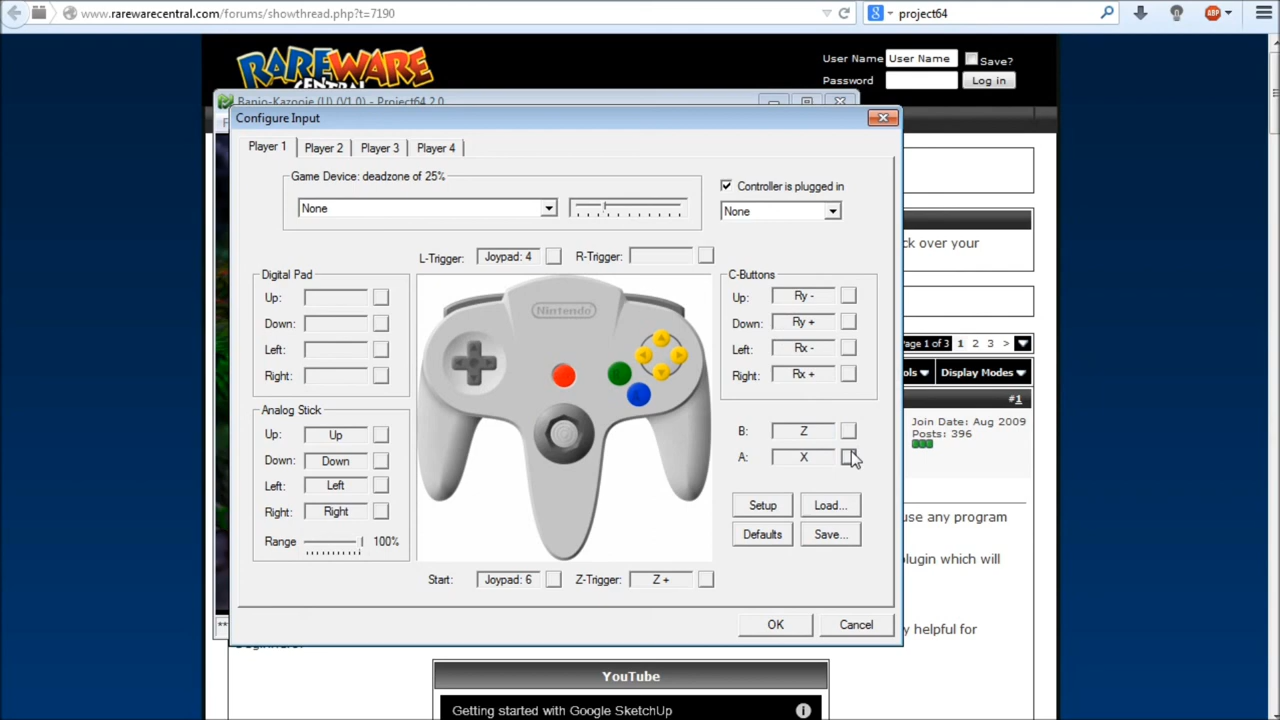 www.rarewarecentral.com/forums/showthread.php?t=7190
project64
ABP
RAREWARE
CENTRAL
User Name
User Name
Save?
Password
Log in
Banjo-Kazooie (U) (V1.0) - Project64 2.0
Configure Input
Player 1
Player 2
Player 3
Player 4
Game Device: deadzone of 25%
None
Controller is plugged in
None
L-Trigger: Joypad: 4
R-Trigger:
Digital Pad
Up:
Down:
Left:
Right:
Analog Stick
Up: Up
Down: Down
Left: Left
Right: Right
Range 100%
Nintendo
C-Buttons
Up: Ry -
Down: Ry +
Left: Rx -
Right: Rx +
B: Z
A: X
Setup
Load...
Defaults
Save...
Start: Joypad: 6
Z-Trigger: Z +
OK
Cancel
ck over your
Page 1 of 3 1 2 3 >
ols
Display Modes
#1
Join Date: Aug 2009
Posts: 396
use any program
plugin which will
y helpful for
YouTube
Getting started with Google SketchUp